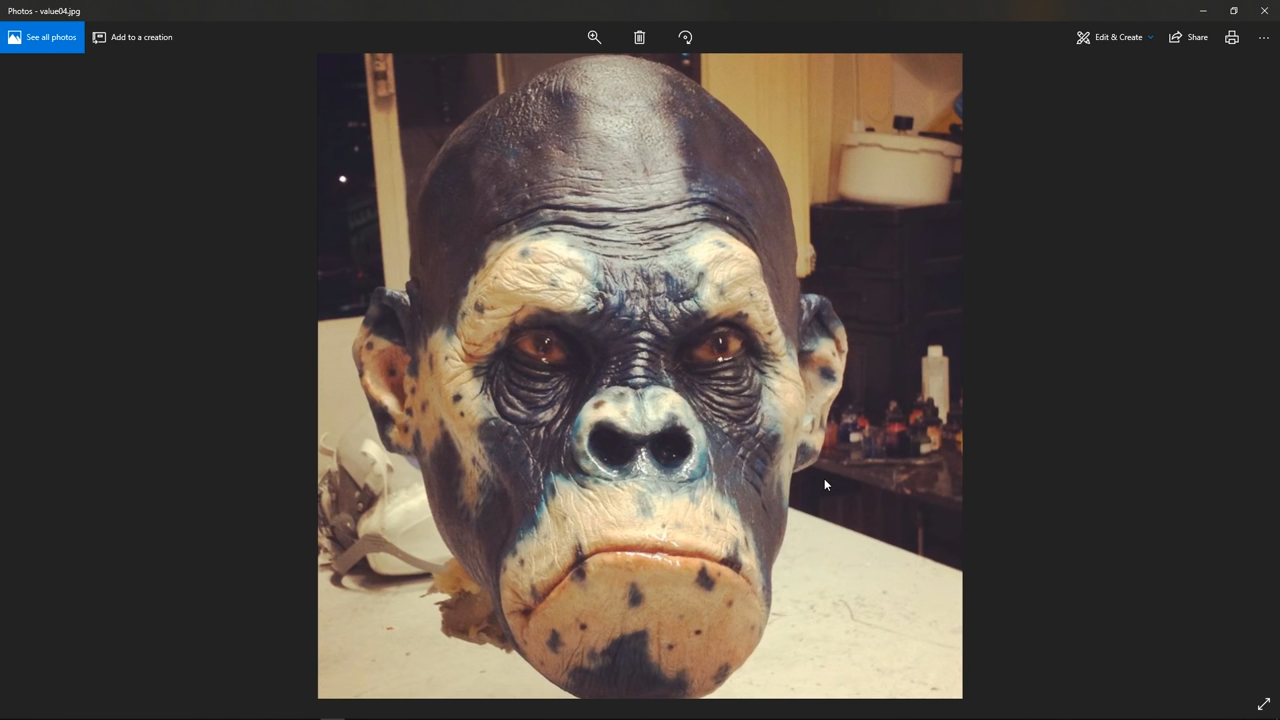 Photos - value04.jpg
See all photos
Add to a creation
Edit & Create
Share